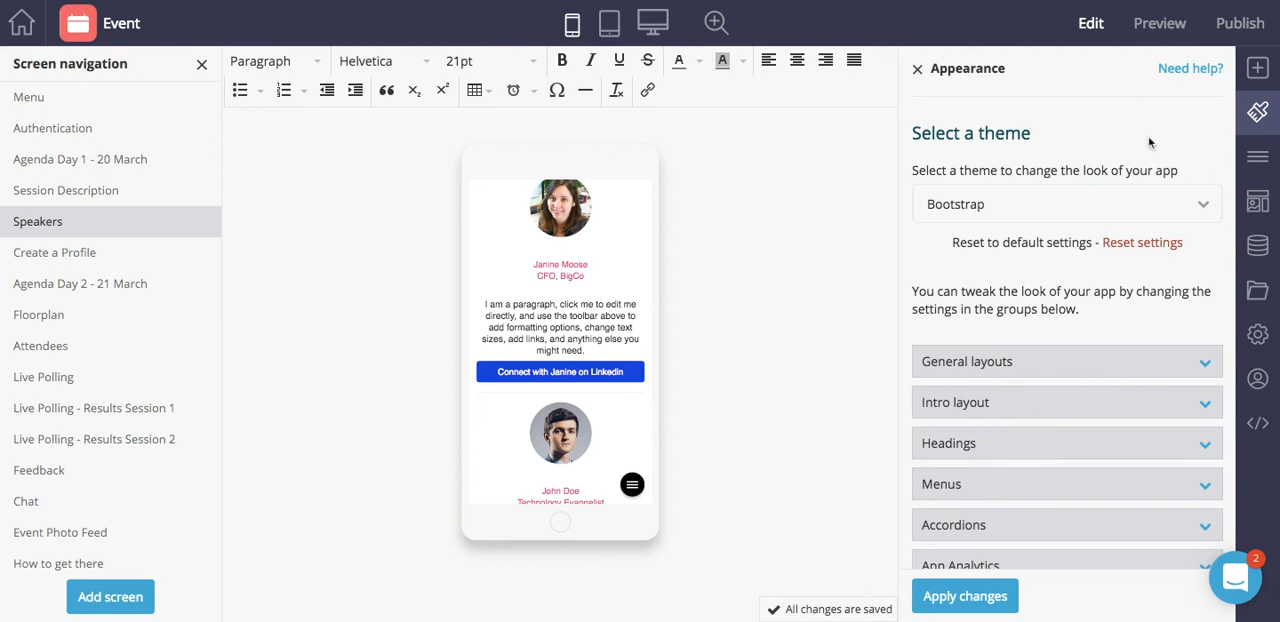 Event
Edit
Preview
Publish
Screen navigation
Menu
Authentication
Agenda Day 1 - 20 March
Session Description
Speakers
Create a Profile
Agenda Day 2 - 21 March
Floorplan
Attendees
Live Polling
Live Polling - Results Session 1
Live Polling - Results Session 2
Feedback
Chat
Event Photo Feed
How to get there
Add screen
Paragraph
Helvetica
21pt
Janine Moose
CFO, BigCo
I am a paragraph, click me to edit me
directly, and use the toolbar above to
add formatting options, change text
sizes, add links, and anything else you
might need.
Connect with Janine on Linkedin
John Doe
Technology Evangelist
All changes are saved
Appearance
Need help?
Select a theme
Select a theme to change the look of your app
Bootstrap
Reset to default settings - Reset settings
You can tweak the look of your app by changing the
settings in the groups below.
General layouts
Intro layout
Headings
Menus
Accordions
App Analytics
Apply changes
2